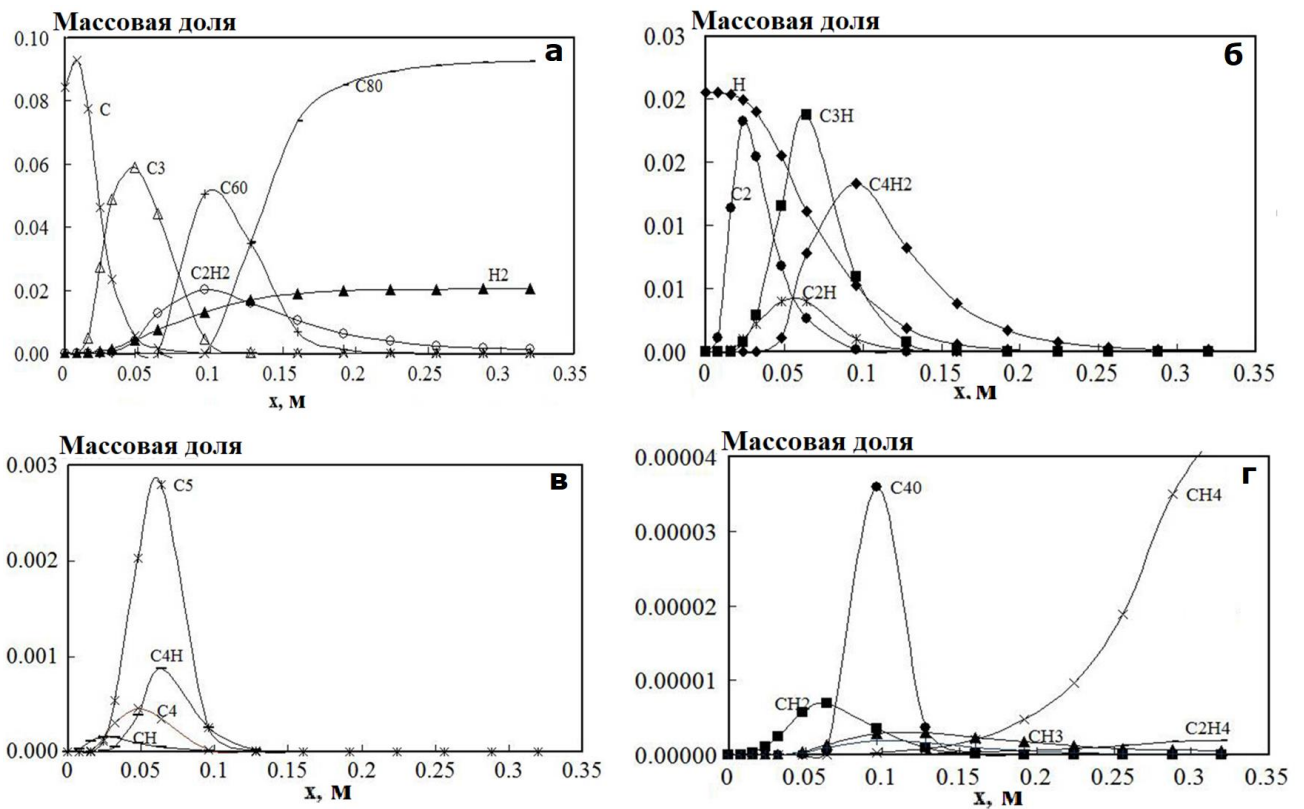 Массовая доля
а
0.10
0.08
0.06
0.04
0.02
0.00
C
C3
C60
C80
C2H2
H2
0 0.05 0.1 0.15 0.2 0.25 0.3 0.35
x, м
Массовая доля
б
0.03
0.02
0.02
0.01
0.01
0.00
H
C3H
C2
C4H2
C2H
0 0.05 0.1 0.15 0.2 0.25 0.3 0.35
x, м
Массовая доля
в
0.003
0.002
0.001
0.000
C5
C4H
C4
CH
0 0.05 0.1 0.15 0.2 0.25 0.3 0.35
x, м
Массовая доля
г
0.00004
0.00003
0.00002
0.00001
0.00000
C40
CH4
CH2
CH3
C2H4
0 0.05 0.1 0.15 0.2 0.25 0.3 0.35
x, м